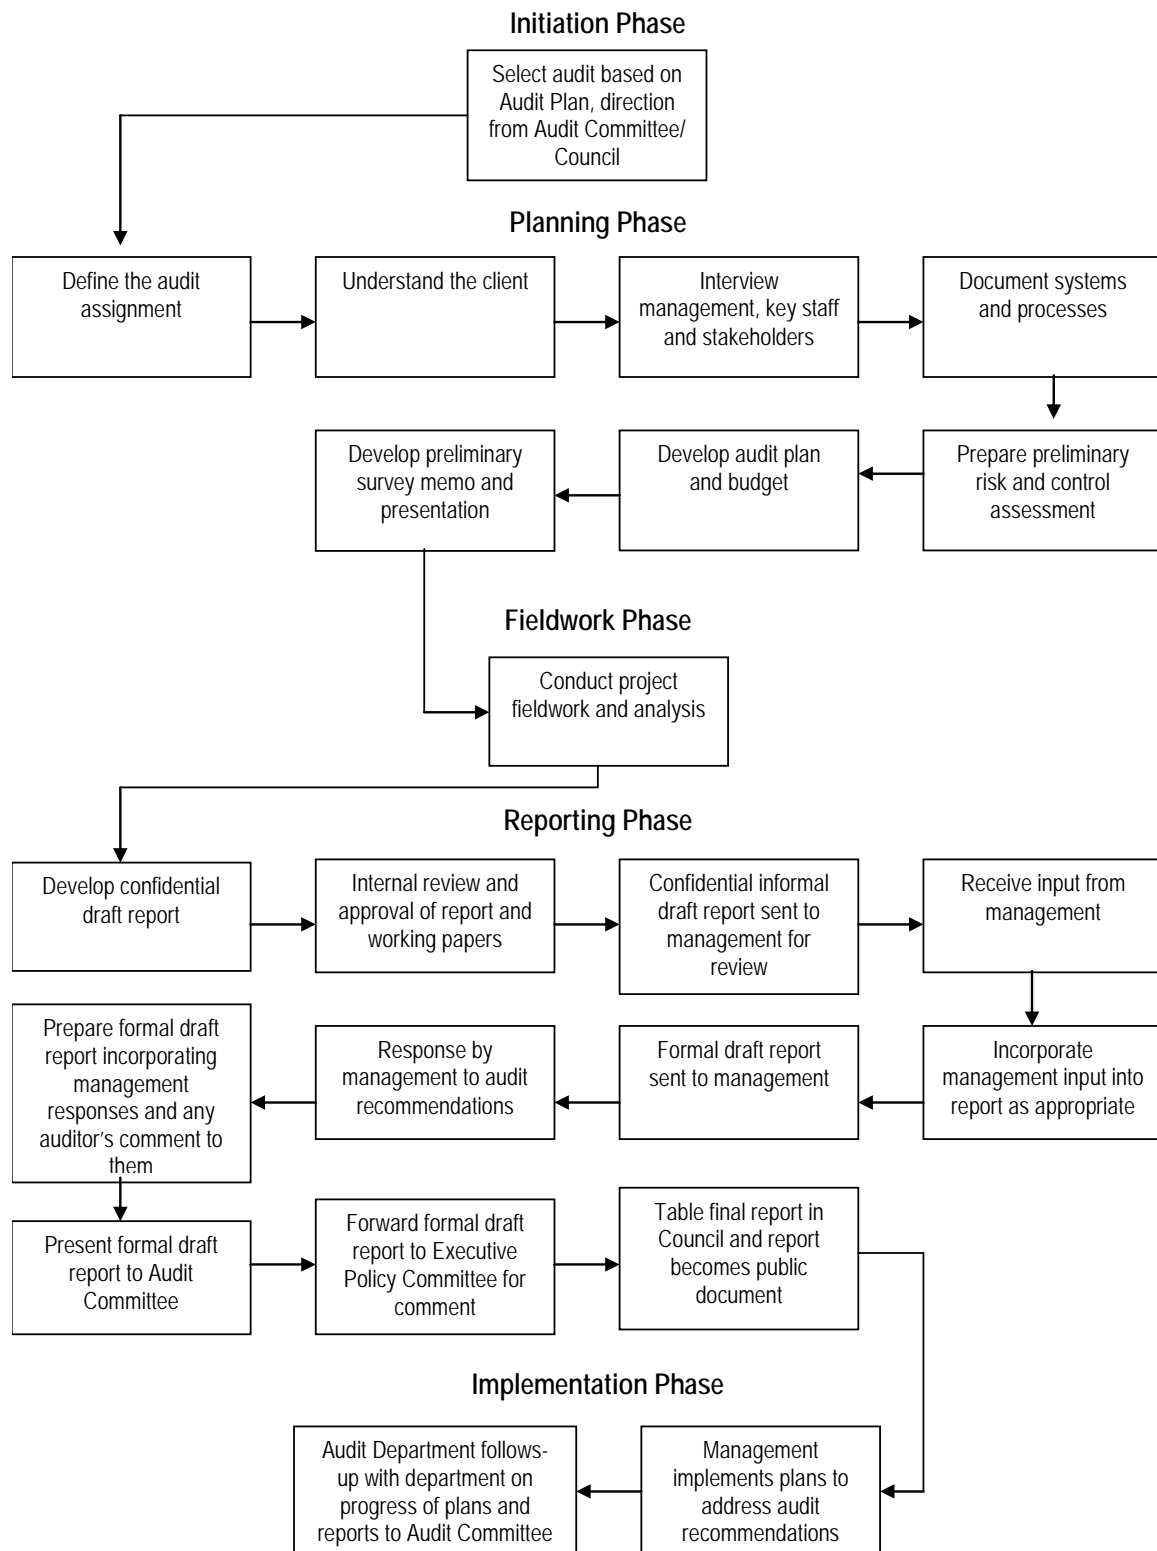 Initiation Phase
Select audit based on
Audit Plan, direction
from Audit Committee/
Council
Planning Phase
Define the audit
assignment
Understand the client
Interview
management, key staff
and stakeholders
Document systems
and processes
Prepare preliminary
risk and control
assessment
Develop audit plan
and budget
Develop preliminary
survey memo and
presentation
Fieldwork Phase
Conduct project
fieldwork and analysis
Reporting Phase
Develop confidential
draft report
Internal review and
approval of report and
working papers
Confidential informal
draft report sent to
management for
review
Receive input from
management
Incorporate
management input into
report as appropriate
Formal draft report
sent to management
Response by
management to audit
recommendations
Prepare formal draft
report incorporating
management
responses and any
auditor’s comment to
them
Present formal draft
report to Audit
Committee
Forward formal draft
report to Executive
Policy Committee for
comment
Table final report in
Council and report
becomes public
document
Implementation Phase
Management
implements plans to
address audit
recommendations
Audit Department follows-
up with department on
progress of plans and
reports to Audit Committee